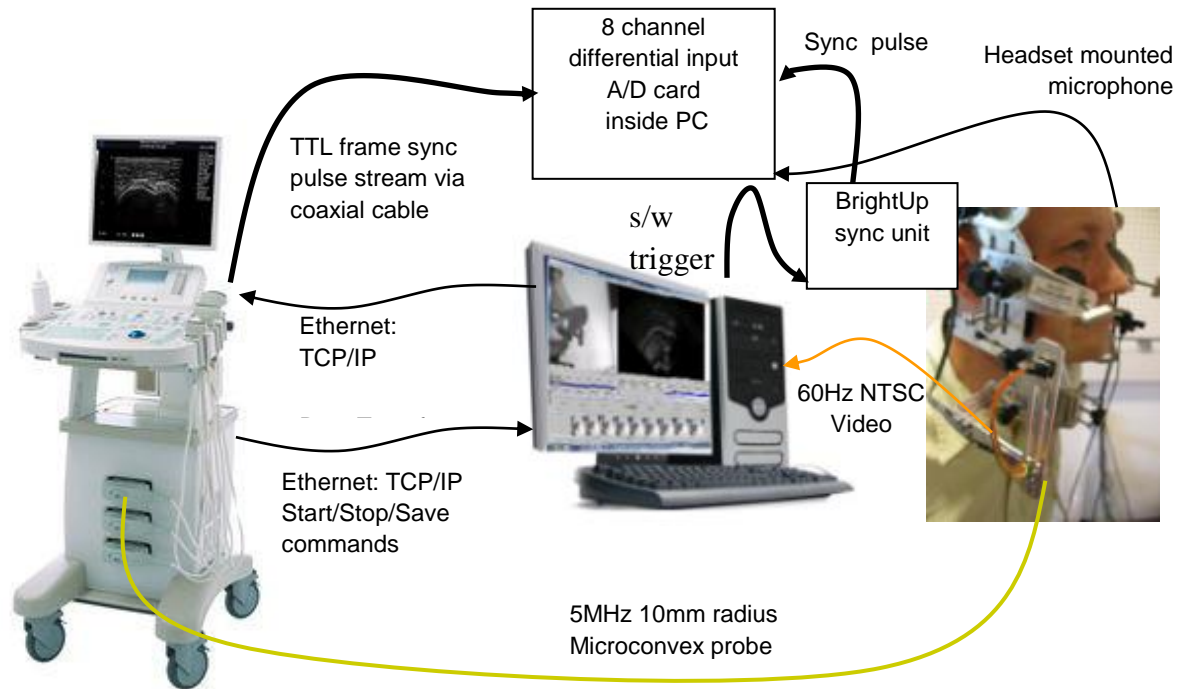 8 channel
differential input
A/D card
inside PC
Sync pulse
Headset mounted
microphone
TTL frame sync
pulse stream via
coaxial cable
s/w
trigger
BrightUp
sync unit
Ethernet:
TCP/IP
60Hz NTSC
Video
Ethernet: TCP/IP
Start/Stop/Save
commands
5MHz 10mm radius
Microconvex probe